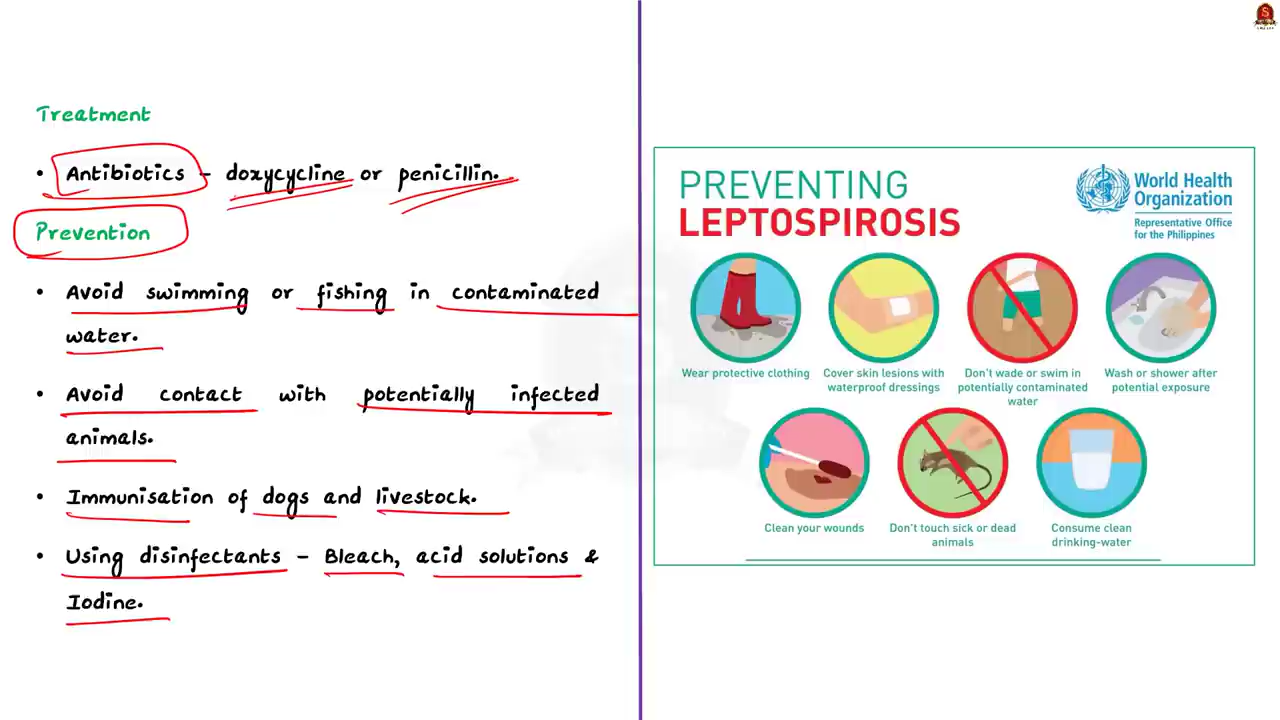 Treatment
• Antibiotics - doxycycline or penicillin.
Prevention
• Avoid swimming or fishing in contaminated
water.
• Avoid contact with potentially infected
animals.
• Immunisation of dogs and livestock.
• Using disinfectants - Bleach, acid solutions &
Iodine.
PREVENTING
LEPTOSPIROSIS
World Health
Organization
Representative Office
for the Philippines
Wear protective clothing
Cover skin lesions with
waterproof dressings
Don't wade or swim in
potentially contaminated
water
Wash or shower after
potential exposure
Clean your wounds
Don't touch sick or dead
animals
Consume clean
drinking-water